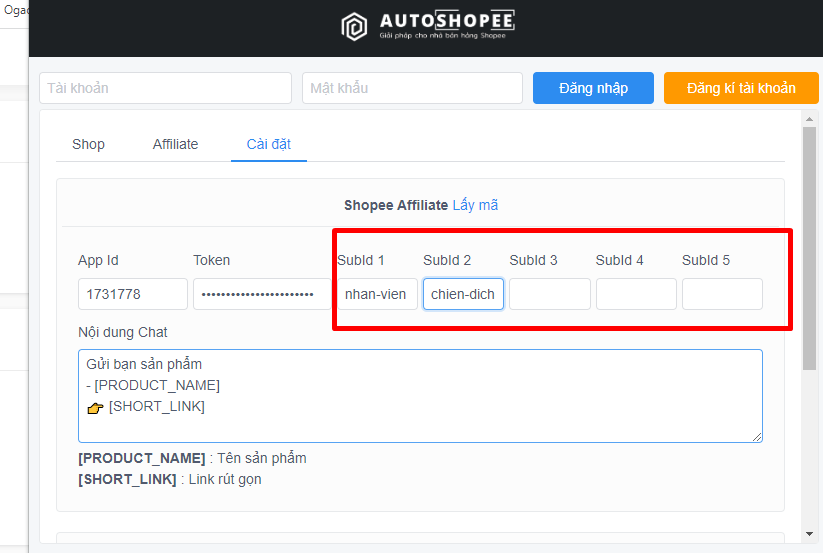 Ogac
AUTOSHOPEE
Giải pháp cho nhà bán hàng Shopee
Tài khoản
Mật khẩu
Đăng nhập
Đăng kí tài khoản
Shop
Affiliate
Cài đặt
Shopee Affiliate Lấy mã
App Id
Token
SubId 1
SubId 2
SubId 3
SubId 4
SubId 5
1731778
•••••••••••••••••••••••
nhan-vien
chien-dich
Nội dung Chat
Gửi bạn sản phẩm
- [PRODUCT_NAME]
👉 [SHORT_LINK]
[PRODUCT_NAME] : Tên sản phẩm
[SHORT_LINK] : Link rút gọn